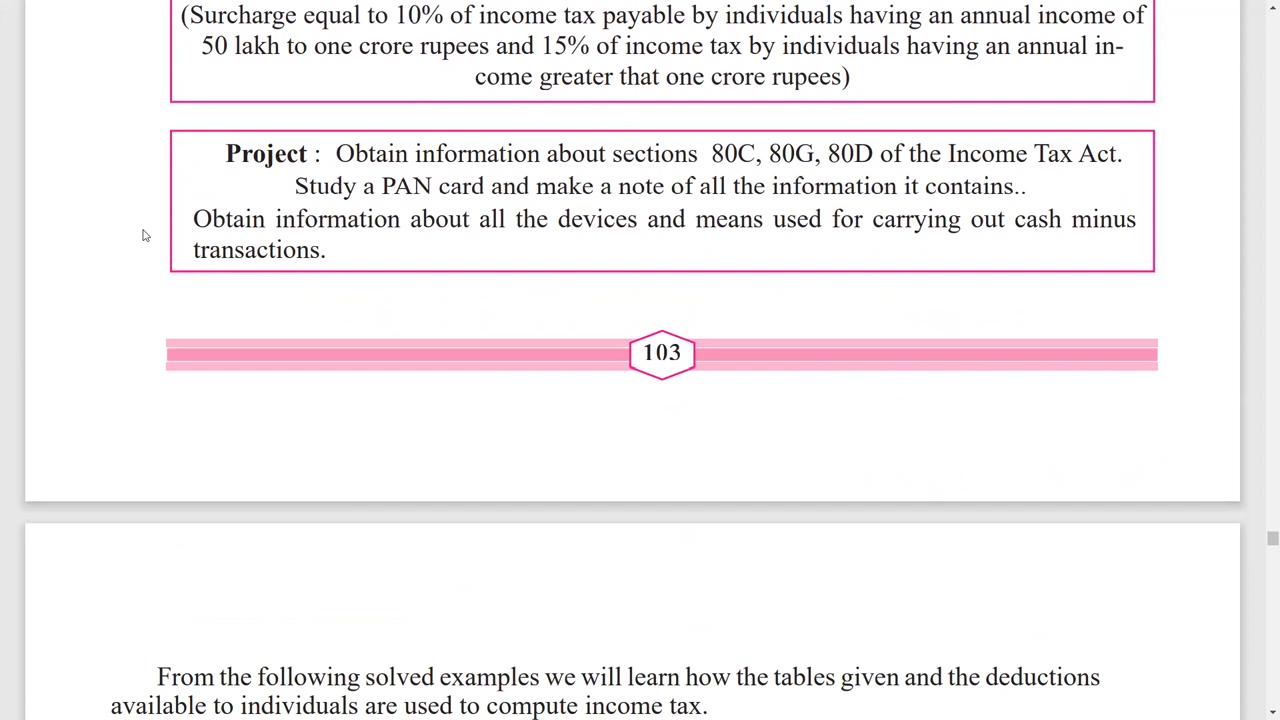 (Surcharge equal to 10% of income tax payable by individuals having an annual income of
50 lakh to one crore rupees and 15% of income tax by individuals having an annual in-
come greater that one crore rupees)
Project : Obtain information about sections 80C, 80G, 80D of the Income Tax Act.
Study a PAN card and make a note of all the information it contains..
Obtain information about all the devices and means used for carrying out cash minus
transactions.
103
From the following solved examples we will learn how the tables given and the deductions
available to individuals are used to compute income tax.